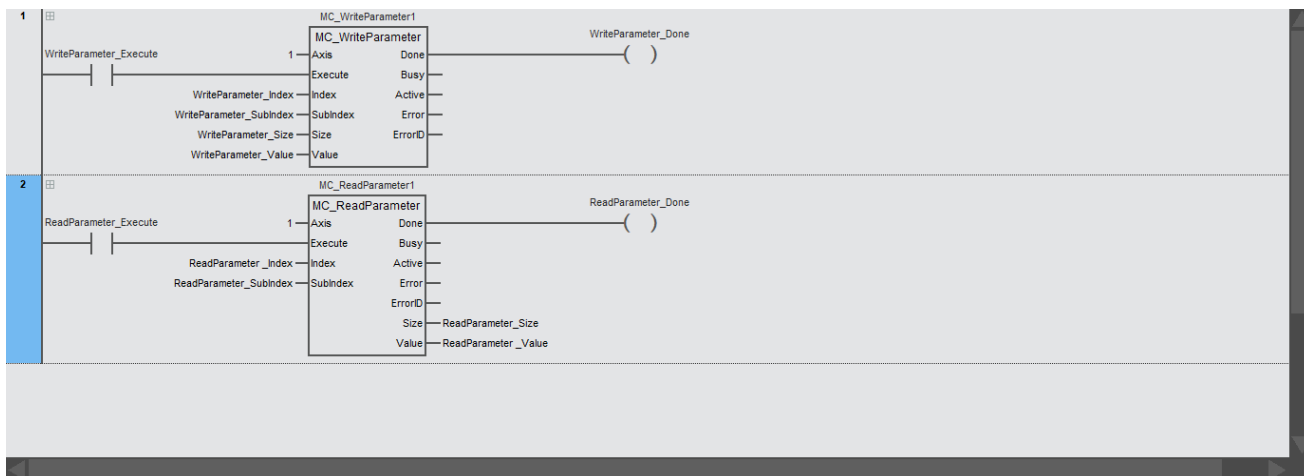 1
MC_WriteParameter1
MC_WriteParameter
WriteParameter_Done
WriteParameter_Execute
1 Axis Done
Execute Busy
WriteParameter_Index Index Active
WriteParameter_SubIndex SubIndex Error
WriteParameter_Size Size ErrorID
WriteParameter_Value Value
2
MC_ReadParameter1
MC_ReadParameter
ReadParameter_Done
ReadParameter_Execute
1 Axis Done
Execute Busy
ReadParameter _Index Index Active
ReadParameter_SubIndex SubIndex Error
ErrorID
Size ReadParameter_Size
Value ReadParameter _Value